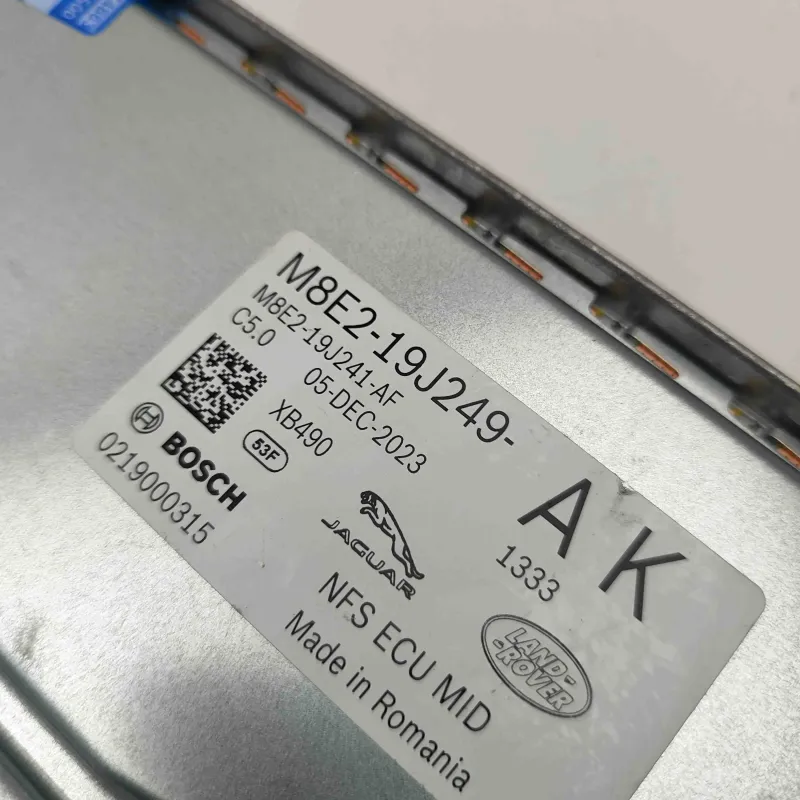 M8E2-19J249-
AK
M8E2-19J241-AF
C5.0
05-DEC-2023
1333
XB490
53F
BOSCH
0219000315
JAGUAR
LAND-
-ROVER
NFS ECU MID
Made in Romania